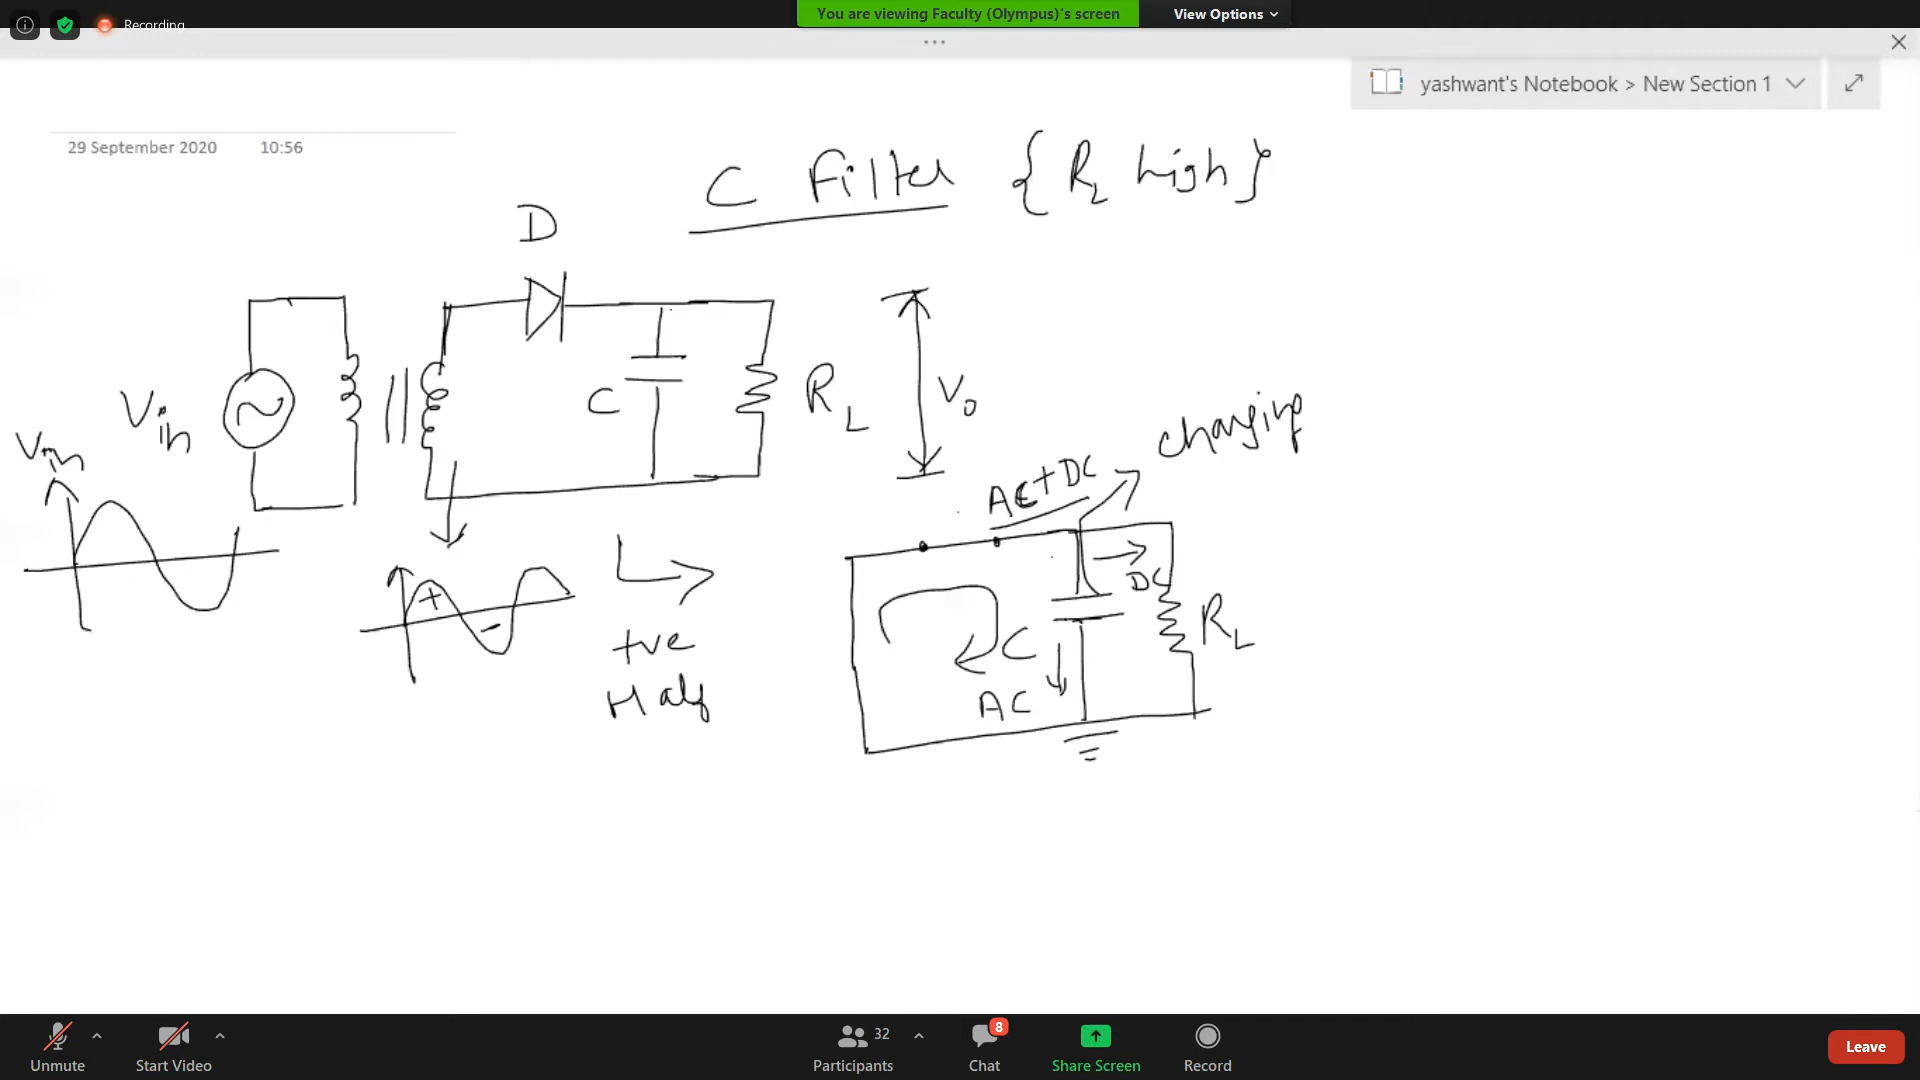 Recording
You are viewing Faculty (Olympus)'s screen
View Options
yashwant's Notebook > New Section 1
29 September 2020 10:56
C Filter {RL high}
D
Vin
C
RL
Vo
Vin
charging
AC+DC
DC
+
-
+ve
Half
C
AC
RL
Unmute
Start Video
32
Participants
8
Chat
Share Screen
Record
Leave